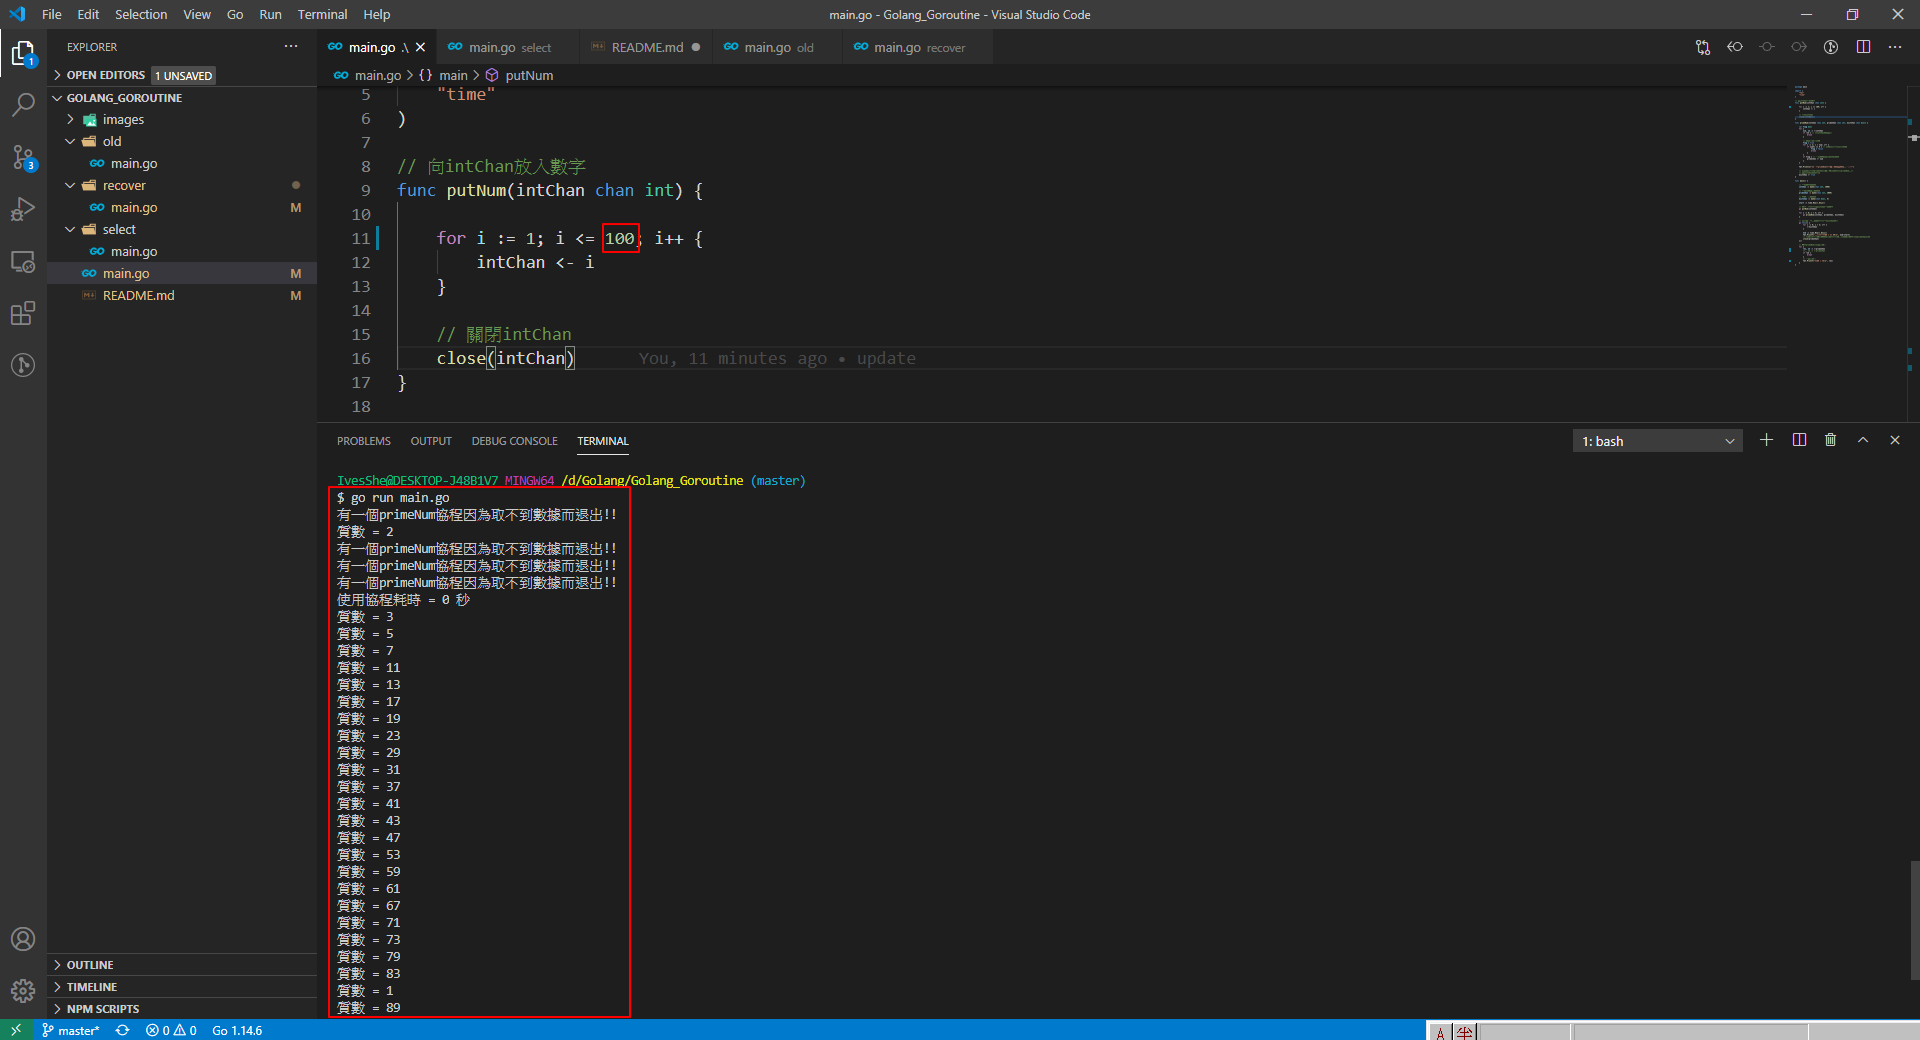 File Edit Selection View Go Run Terminal Help
main.go - Golang_Goroutine - Visual Studio Code
EXPLORER
OPEN EDITORS 1 UNSAVED
GOLANG_GOROUTINE
images
old
main.go
recover
main.go M
select
main.go
main.go M
README.md M
OUTLINE
TIMELINE
NPM SCRIPTS
1
3
main.go .\ main.go select README.md main.go old main.go recover
main.go > {} main > putNum
5 "time"
6 )
7
8 // 向intChan放入數字
9 func putNum(intChan chan int) {
10
11 for i := 1; i <= 100; i++ {
12 intChan <- i
13 }
14
15 // 關閉intChan
16 close(intChan) You, 11 minutes ago • update
17 }
18
PROBLEMS OUTPUT DEBUG CONSOLE TERMINAL 1: bash
IvesShe@DESKTOP-J48B1V7 MINGW64 /d/Golang/Golang_Goroutine (master)
$ go run main.go
有一個primeNum協程因為取不到數據而退出!!
質數 = 2
有一個primeNum協程因為取不到數據而退出!!
有一個primeNum協程因為取不到數據而退出!!
有一個primeNum協程因為取不到數據而退出!!
使用協程耗時 = 0 秒
質數 = 3
質數 = 5
質數 = 7
質數 = 11
質數 = 13
質數 = 17
質數 = 19
質數 = 23
質數 = 29
質數 = 31
質數 = 37
質數 = 41
質數 = 43
質數 = 47
質數 = 53
質數 = 59
質數 = 61
質數 = 67
質數 = 71
質數 = 73
質數 = 79
質數 = 83
質數 = 1
質數 = 89
master* 0 0 Go 1.14.6
A 半